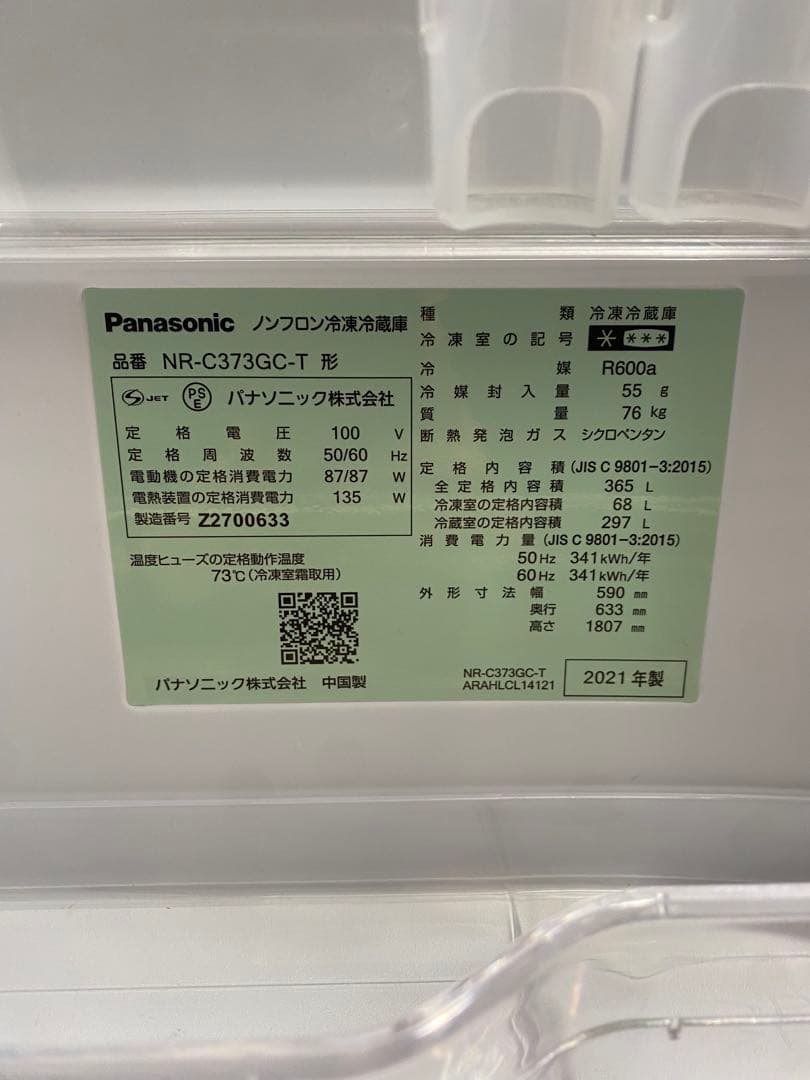 Panasonic ノンフロン冷凍冷蔵庫
品番 NR-C373GC-T 形
S JET PSE パナソニック株式会社
定格電圧 100 V
定格周波数 50/60 Hz
電動機の定格消費電力 87/87 W
電熱装置の定格消費電力 135 W
製造番号 Z2700633
温度ヒューズの定格動作温度
73℃(冷凍室霜取用)
パナソニック株式会社 中国製
種類 冷凍冷蔵庫
冷凍室の記号 * ***
冷媒 R600a
冷媒封入量 55 g
質量 76 kg
断熱発泡ガス シクロペンタン
定格内容積 (JIS C 9801-3:2015)
全定格内容積 365 L
冷凍室の定格内容積 68 L
冷蔵室の定格内容積 297 L
消費電力量 (JIS C 9801-3:2015)
50Hz 341kWh/年
60Hz 341kWh/年
外形寸法 幅 590 mm
奥行 633 mm
高さ 1807 mm
NR-C373GC-T
ARAHLCL14121
2021 年製